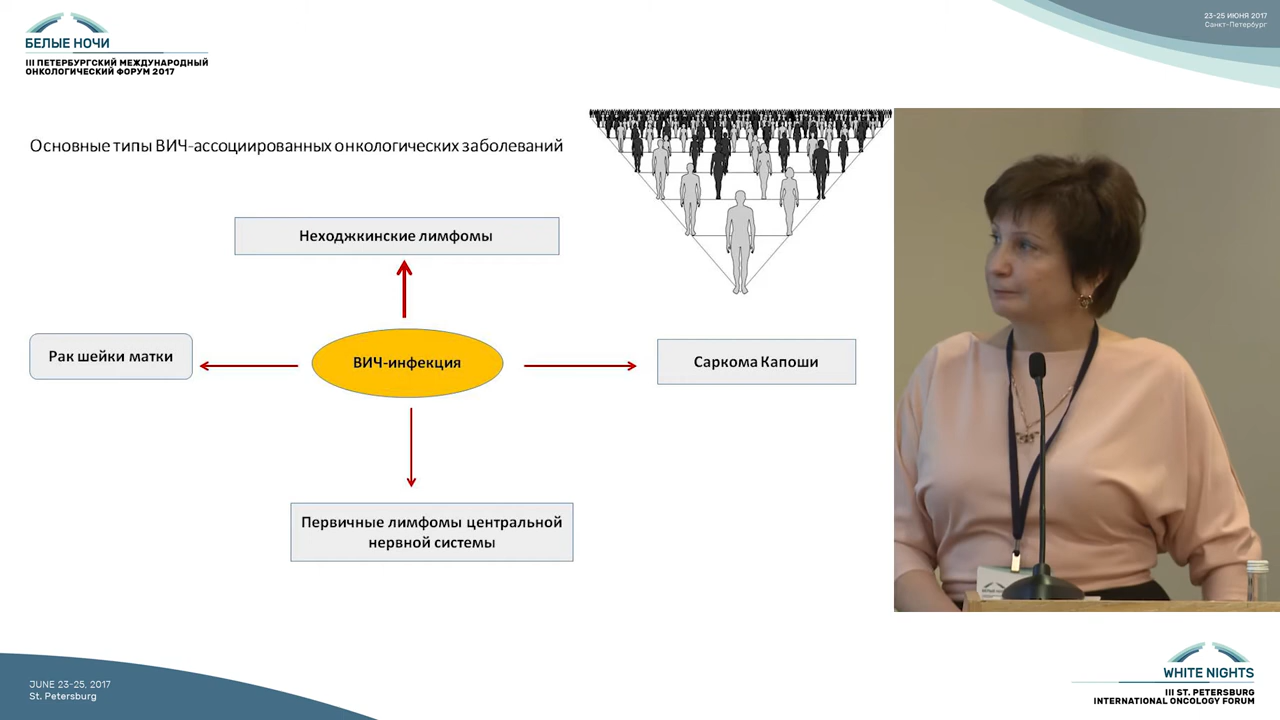 БЕЛЫЕ НОЧИ
III ПЕТЕРБУРГСКИЙ МЕЖДУНАРОДНЫЙ
ОНКОЛОГИЧЕСКИЙ ФОРУМ 2017
23-25 ИЮНЯ 2017
Санкт-Петербург
Основные типы ВИЧ-ассоциированных онкологических заболеваний
Неходжкинские лимфомы
Рак шейки матки
ВИЧ-инфекция
Саркома Капоши
Первичные лимфомы центральной
нервной системы
JUNE 23-25, 2017
St. Petersburg
WHITE NIGHTS
III ST. PETERSBURG
INTERNATIONAL ONCOLOGY FORUM